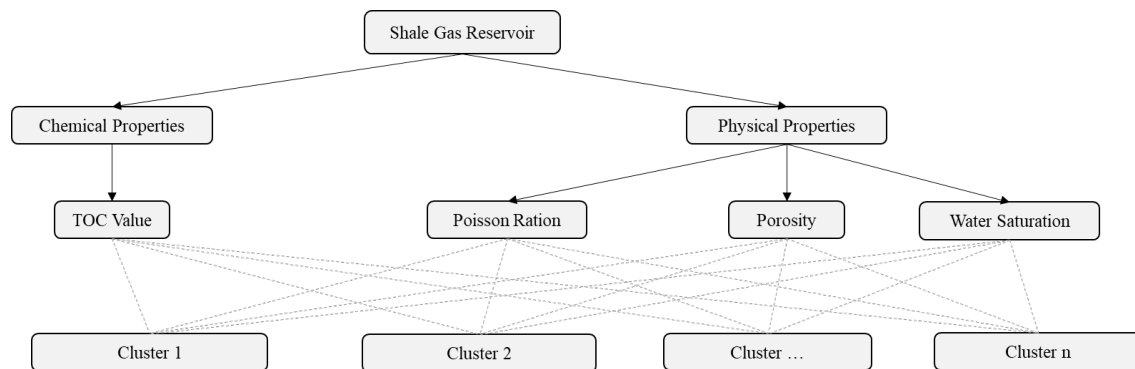 Shale Gas Reservoir
Chemical Properties
Physical Properties
TOC Value
Poisson Ration
Porosity
Water Saturation
Cluster 1
Cluster 2
Cluster …
Cluster n